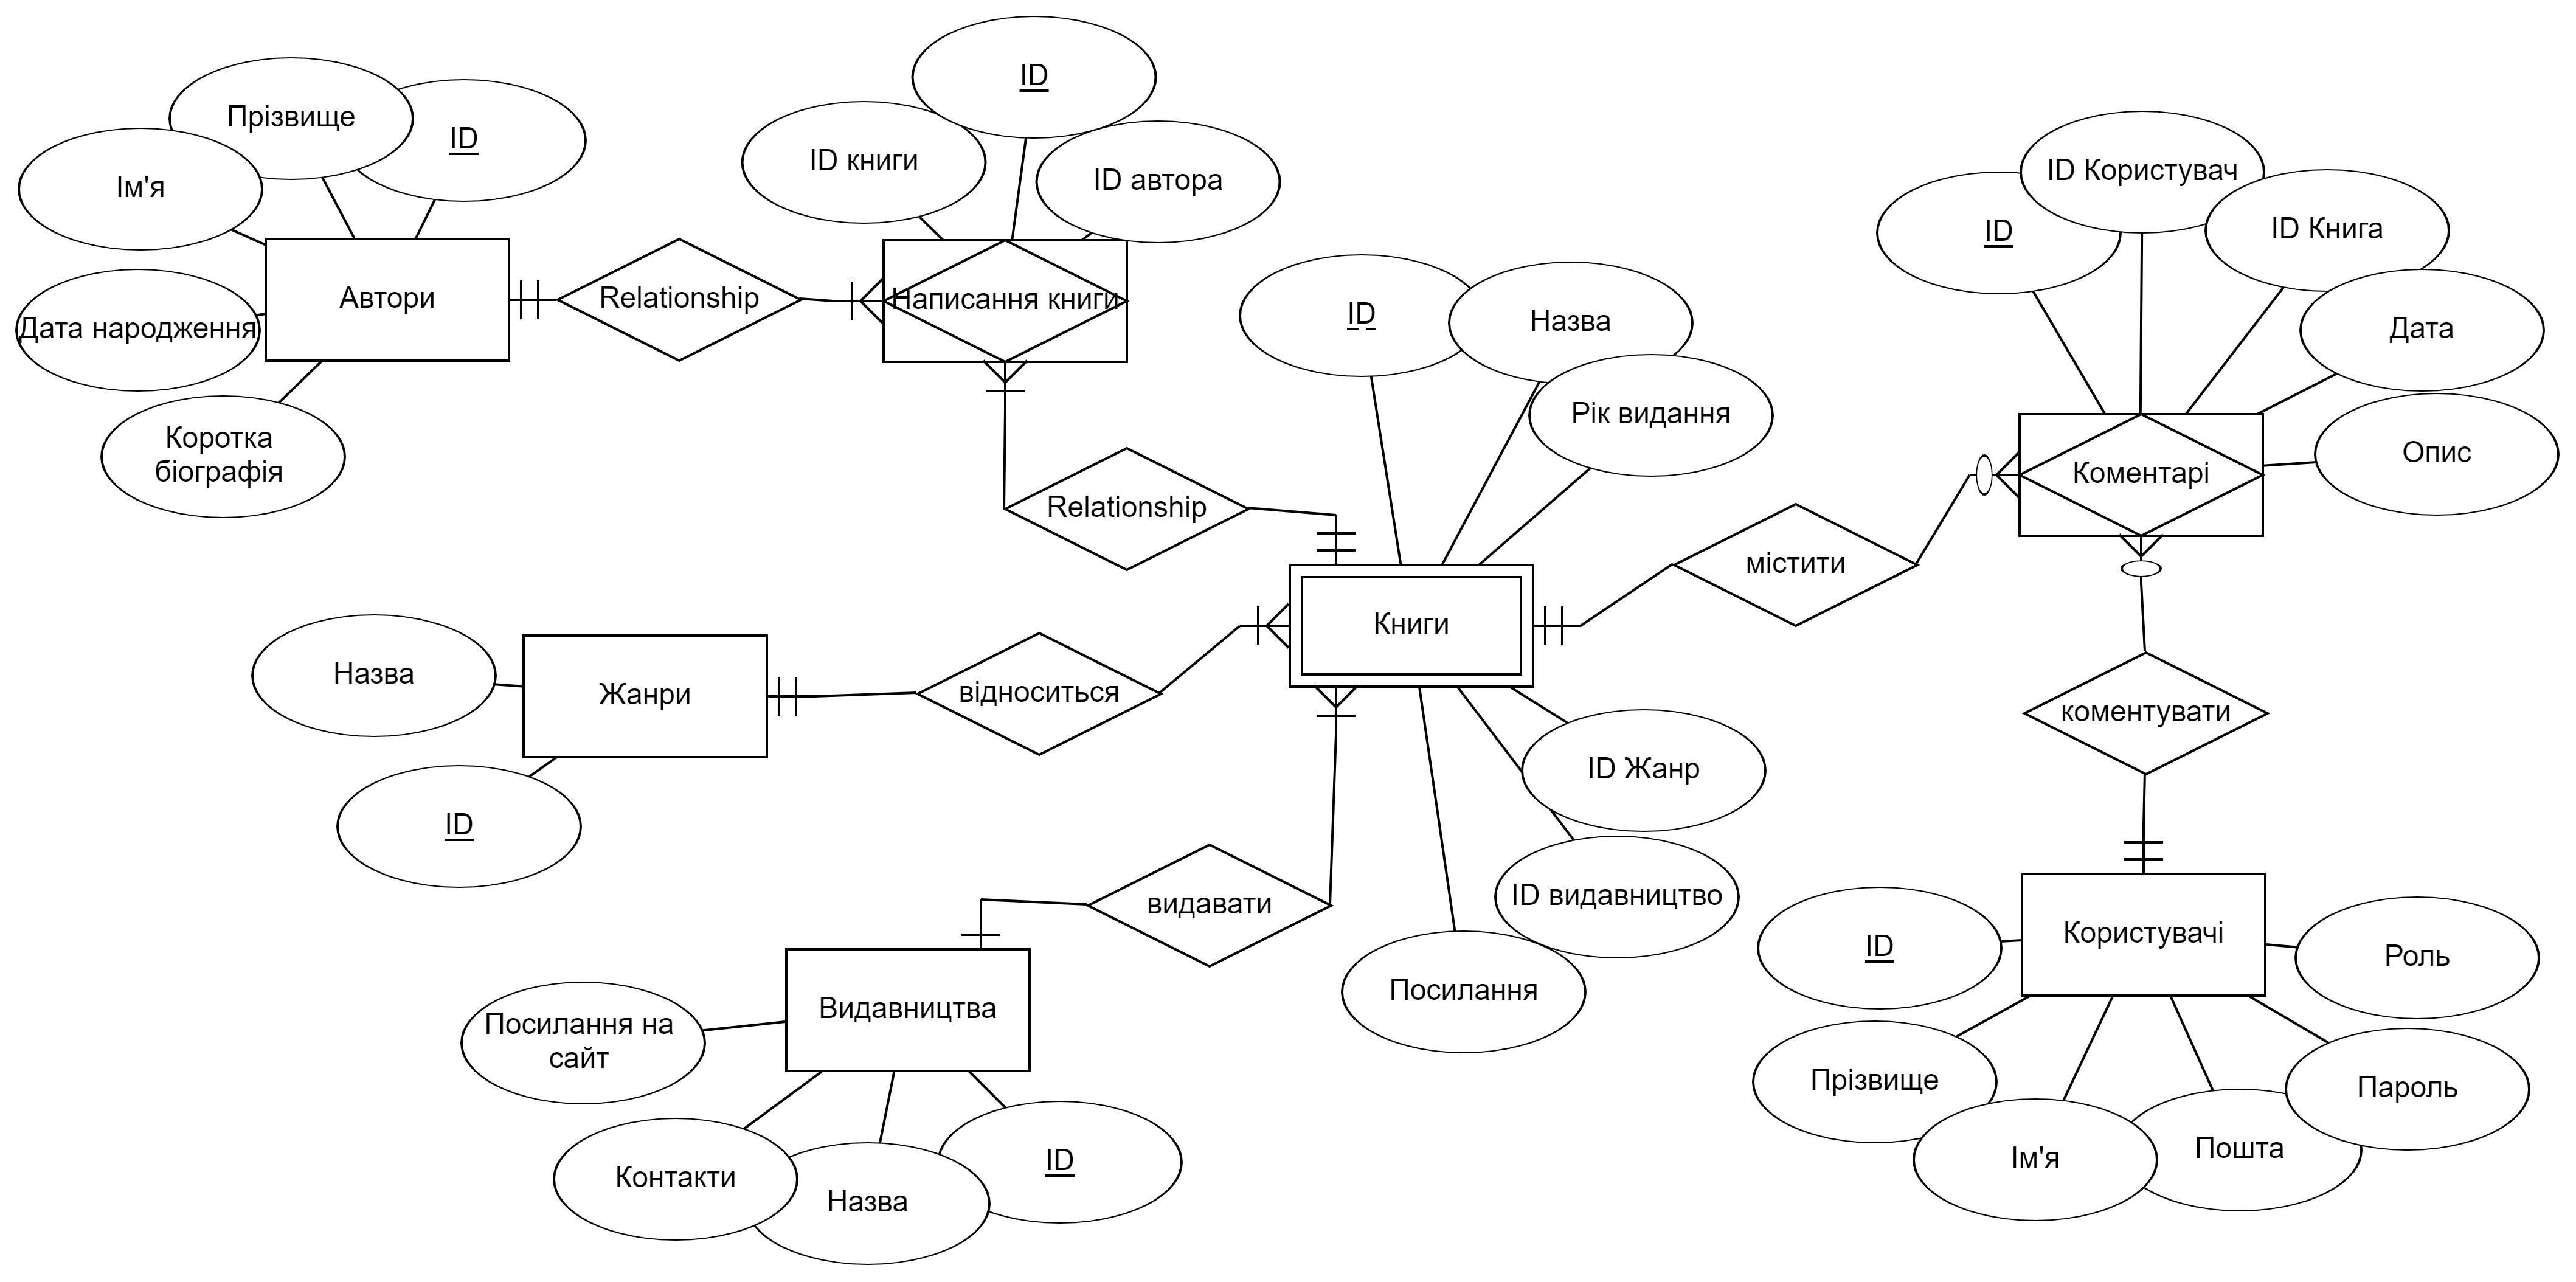 ID
Прізвище
ID
Ім'я
ID книги
ID автора
ID Користувач
ID
ID Книга
Автори
Relationship
Написання книги
Дата народження
ID
Назва
Дата
Рік видання
Коротка
біографія
Опис
Коментарі
Relationship
містити
Книги
Назва
Жанри
відноситься
коментувати
ID Жанр
ID
видавати
ID видавництво
Користувачі
ID
Роль
Посилання
Видавництва
Посилання на
сайт
Прізвище
Пароль
Ім'я
Пошта
Контакти
Назва
ID